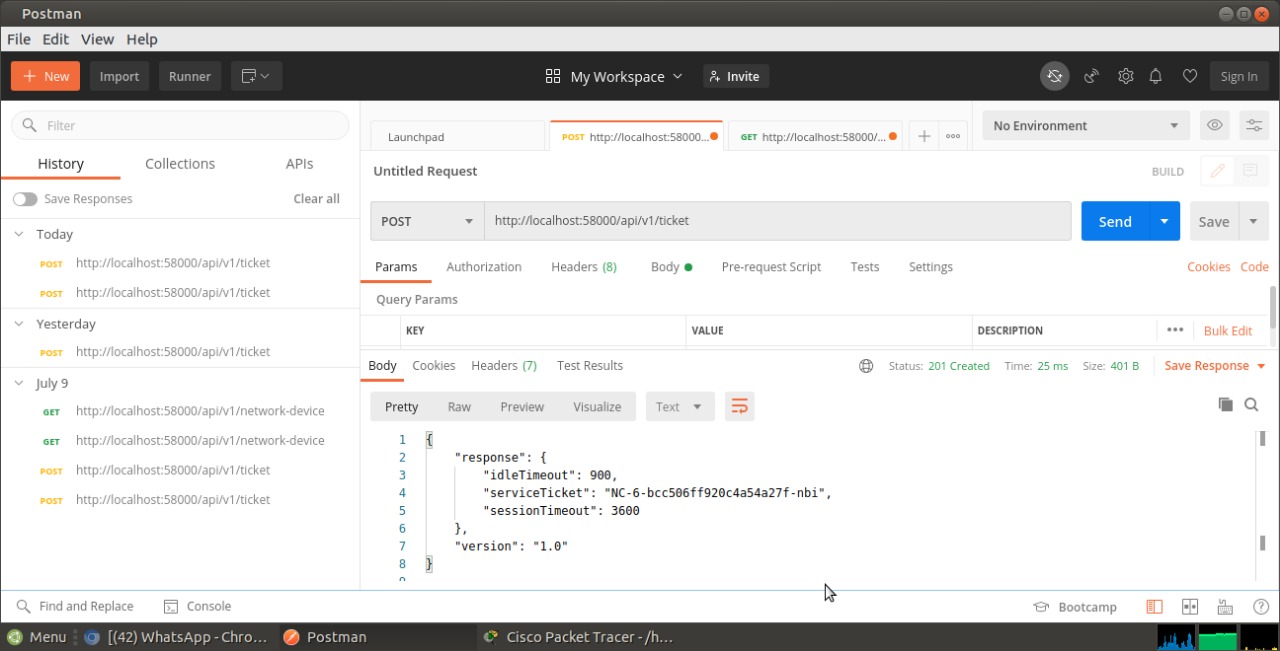 Postman
File Edit View Help
New Import Runner My Workspace Invite Sign In
Filter
History Collections APIs
Save Responses Clear all
Today
POST http://localhost:58000/api/v1/ticket
POST http://localhost:58000/api/v1/ticket
Yesterday
POST http://localhost:58000/api/v1/ticket
July 9
GET http://localhost:58000/api/v1/network-device
GET http://localhost:58000/api/v1/network-device
POST http://localhost:58000/api/v1/ticket
POST http://localhost:58000/api/v1/ticket
Launchpad POST http://localhost:58000... GET http://localhost:58000/... No Environment
Untitled Request BUILD
POST http://localhost:58000/api/v1/ticket Send Save
Params Authorization Headers (8) Body Pre-request Script Tests Settings Cookies Code
Query Params
KEY VALUE DESCRIPTION Bulk Edit
Body Cookies Headers (7) Test Results Status: 201 Created Time: 25 ms Size: 401 B Save Response
Pretty Raw Preview Visualize Text
1 {
2 "response": {
3 "idleTimeout": 900,
4 "serviceTicket": "NC-6-bcc506ff920c4a54a27f-nbi",
5 "sessionTimeout": 3600
6 },
7 "version": "1.0"
8 }
Find and Replace Console Bootcamp
Menu [(42) WhatsApp - Chro... Postman Cisco Packet Tracer - /h...